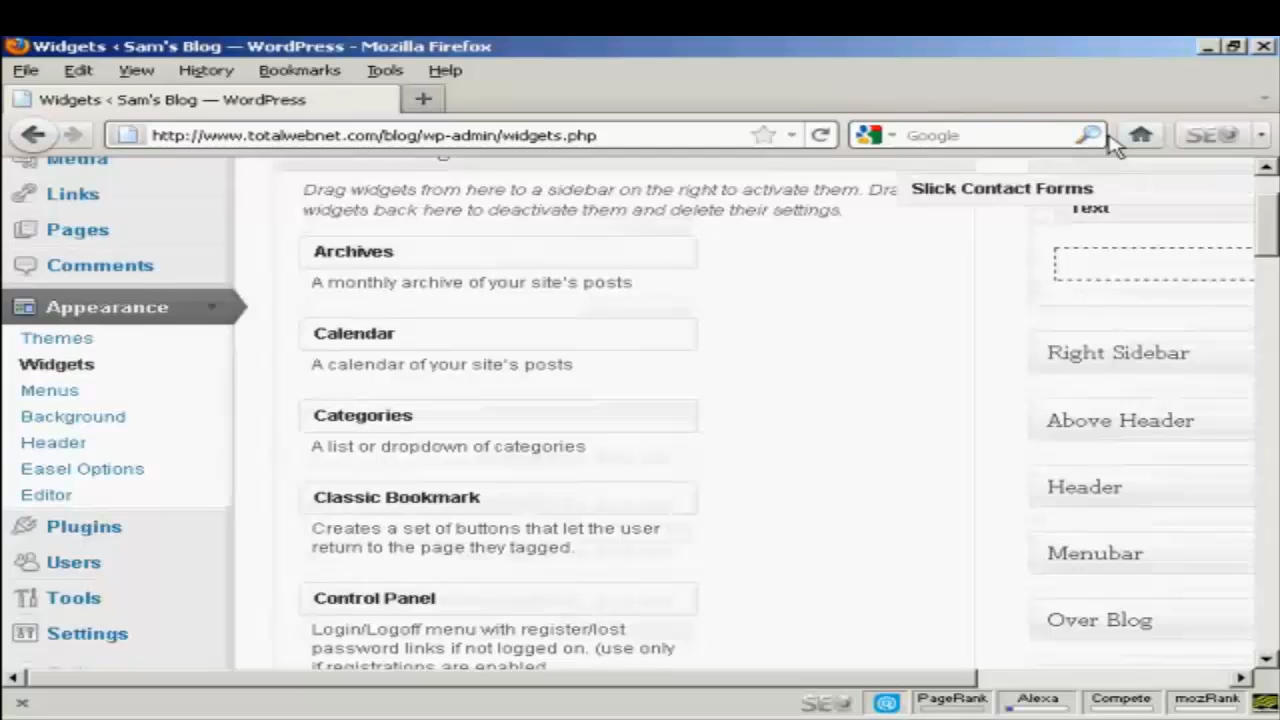 Widgets ‹ Sam's Blog — WordPress - Mozilla Firefox
File Edit View History Bookmarks Tools Help
Widgets ‹ Sam's Blog — WordPress
http://www.totalwebnet.com/blog/wp-admin/widgets.php
Google
SEO
Media
Links
Pages
Comments
Appearance
Themes
Widgets
Menus
Background
Header
Easel Options
Editor
Plugins
Users
Tools
Settings
Drag widgets from here to a sidebar on the right to activate them. Dra
widgets back here to deactivate them and delete their settings.
Archives
A monthly archive of your site's posts
Calendar
A calendar of your site's posts
Categories
A list or dropdown of categories
Classic Bookmark
Creates a set of buttons that let the user
return to the page they tagged.
Control Panel
Login/Logoff menu with register/lost
password links if not logged on. (use only
if registrations are enabled
Slick Contact Forms
Text
Right Sidebar
Above Header
Header
Menubar
Over Blog
SEO
PageRank
Alexa
Compete
mozRank